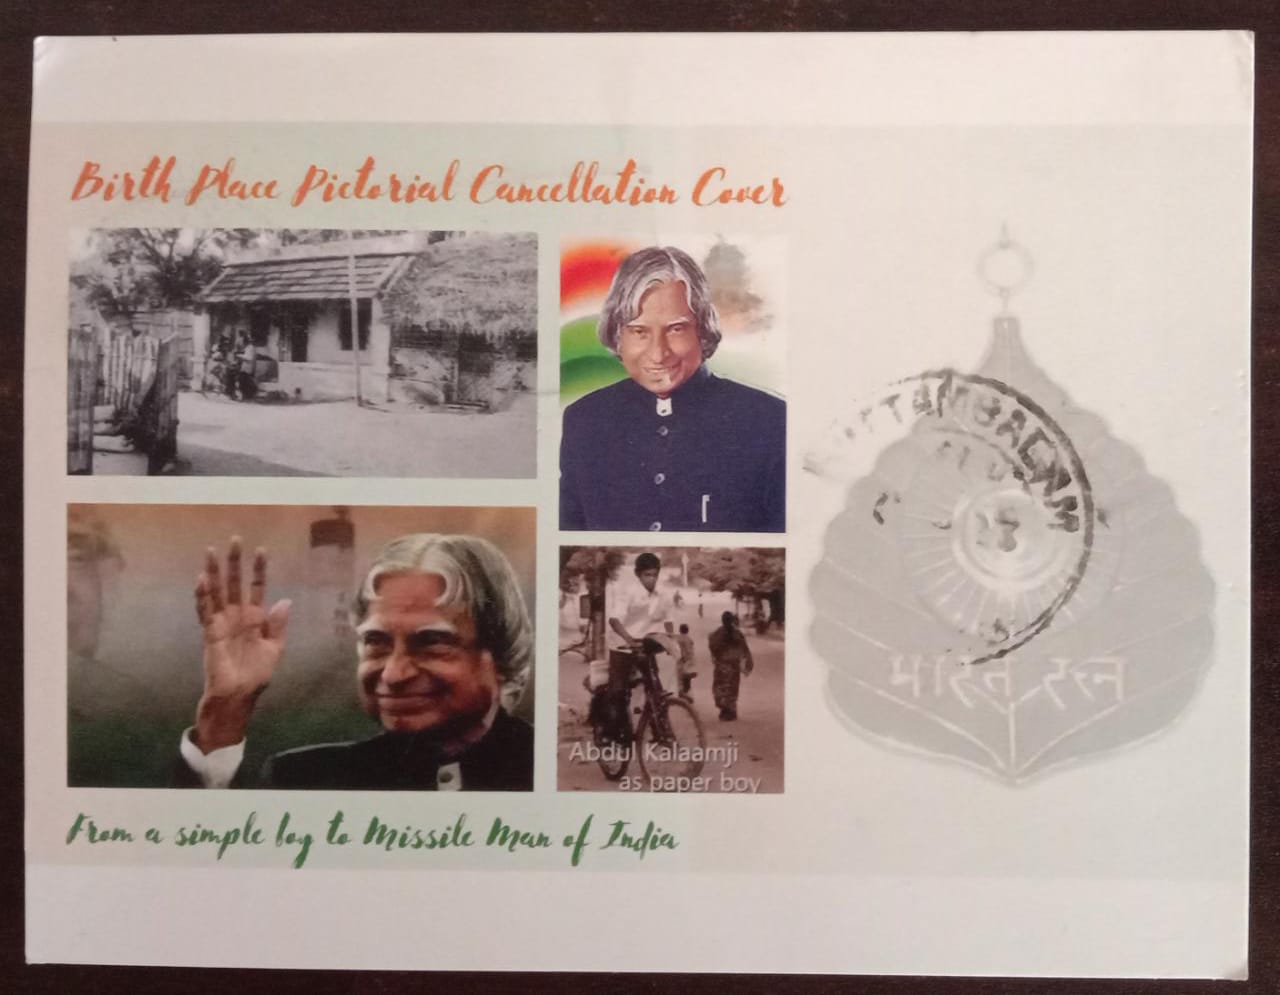 Birth Place Pictorial Cancellation Cover
Abdul Kalaamji
as paper boy
भारत रत्न
From a simple boy to Missile Man of India